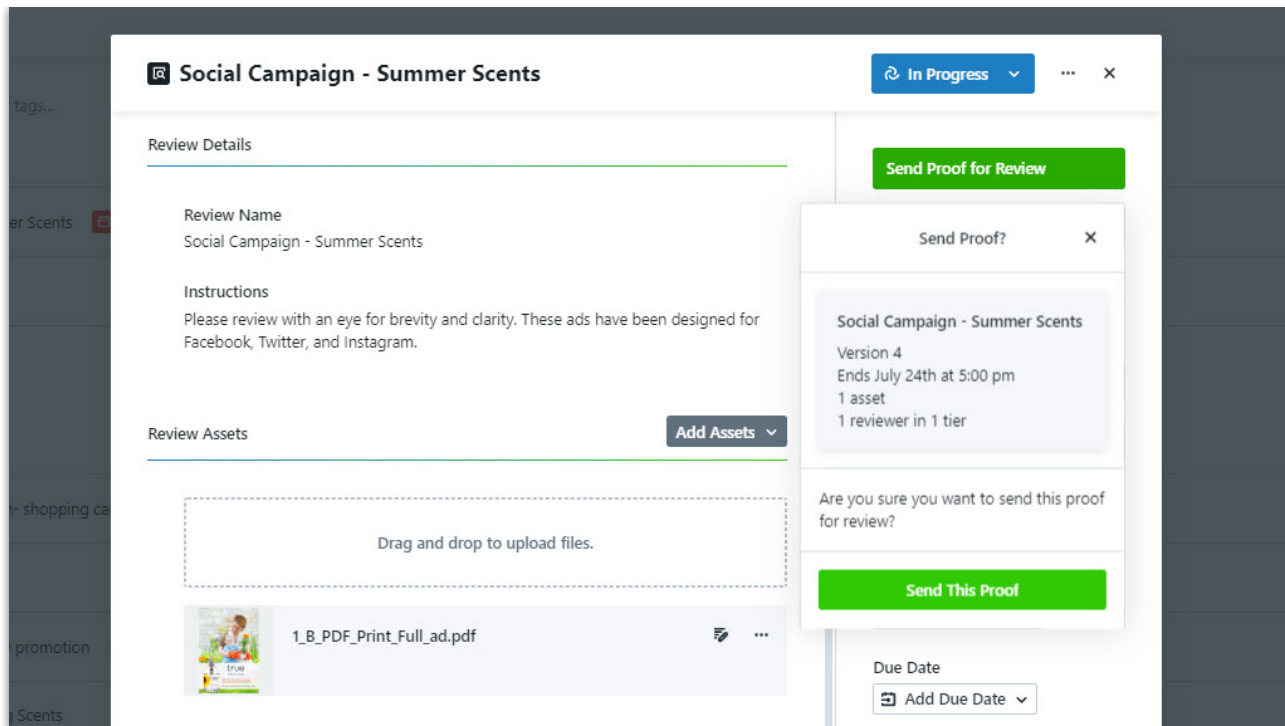 Social Campaign - Summer Scents
In Progress
tags...
Review Details
Send Proof for Review
er Scents
Review Name
Social Campaign - Summer Scents
Send Proof?
Instructions
Please review with an eye for brevity and clarity. These ads have been designed for
Facebook, Twitter, and Instagram.
Social Campaign - Summer Scents
Version 4
Ends July 24th at 5:00 pm
1 asset
1 reviewer in 1 tier
Review Assets
Add Assets
- shopping ca
Are you sure you want to send this proof
for review?
Drag and drop to upload files.
Send This Proof
1_B_PDF_Print_Full_ad.pdf
true
promotion
Due Date
Add Due Date
Scents